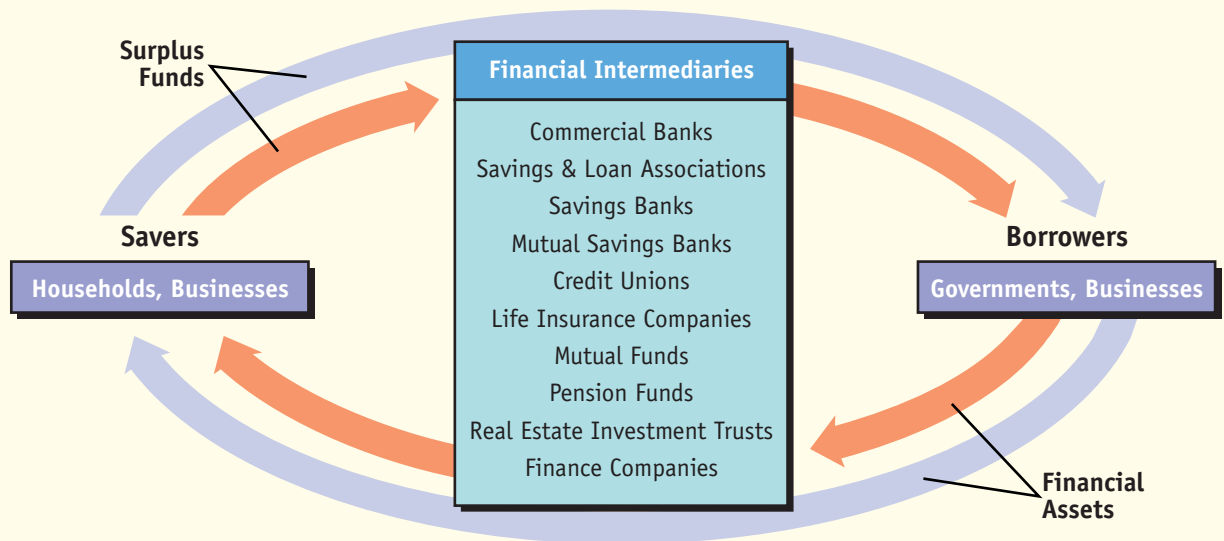 Surplus
Funds
Financial Intermediaries
Commercial Banks
Savings & Loan Associations
Savings Banks
Mutual Savings Banks
Credit Unions
Life Insurance Companies
Mutual Funds
Pension Funds
Real Estate Investment Trusts
Finance Companies
Savers
Households, Businesses
Borrowers
Governments, Businesses
Financial
Assets